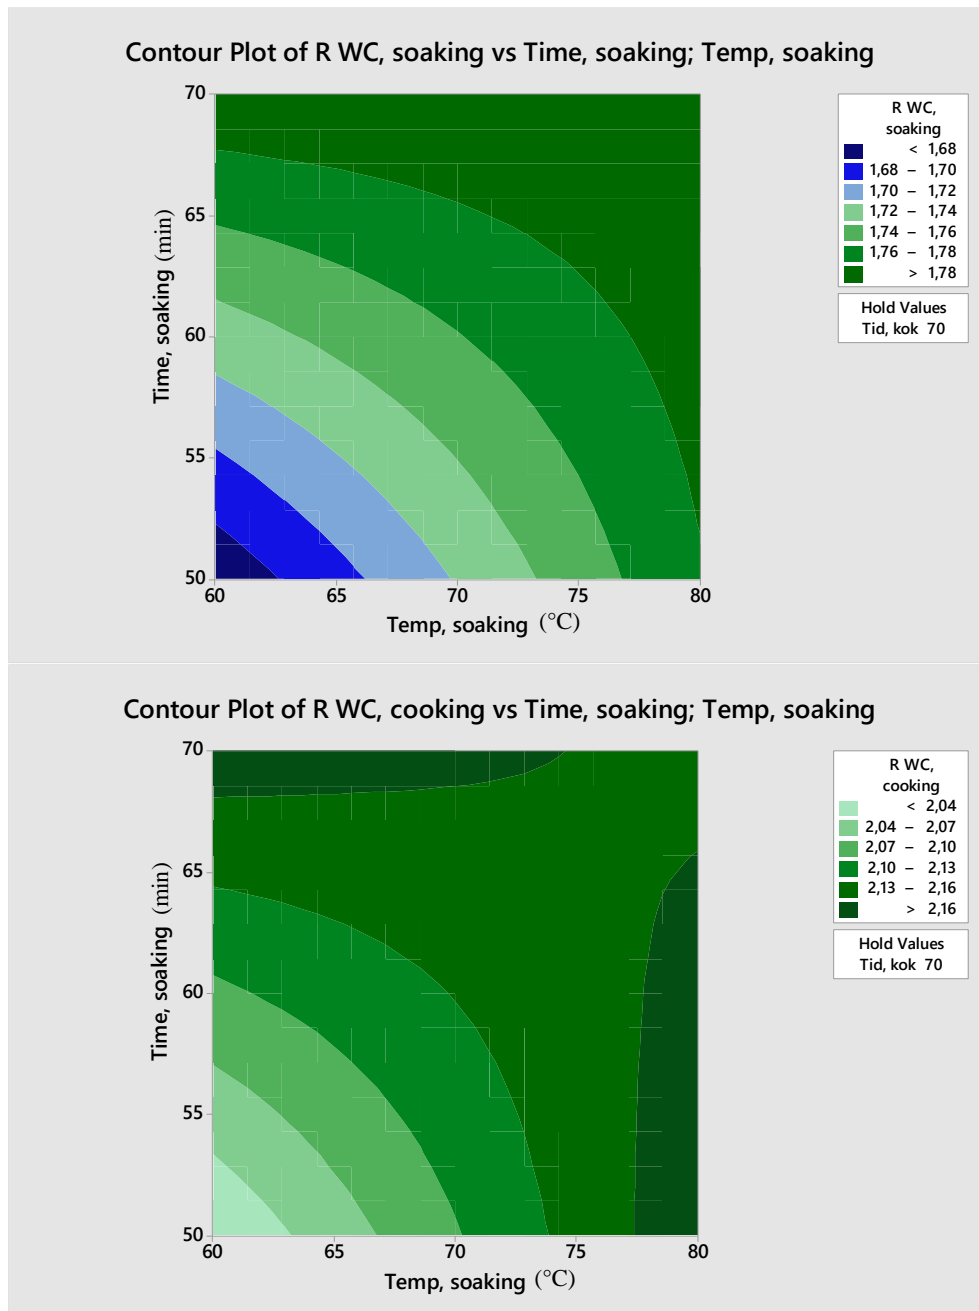 Contour Plot of R WC, soaking vs Time, soaking; Temp, soaking
70
65
60
55
50
Time, soaking (min)
60 65 70 75 80
Temp, soaking (°C)
R WC,
soaking
< 1,68
1,68 – 1,70
1,70 – 1,72
1,72 – 1,74
1,74 – 1,76
1,76 – 1,78
> 1,78
Hold Values
Tid, kok 70
Contour Plot of R WC, cooking vs Time, soaking; Temp, soaking
70
65
60
55
50
Time, soaking (min)
60 65 70 75 80
Temp, soaking (°C)
R WC,
cooking
< 2,04
2,04 – 2,07
2,07 – 2,10
2,10 – 2,13
2,13 – 2,16
> 2,16
Hold Values
Tid, kok 70